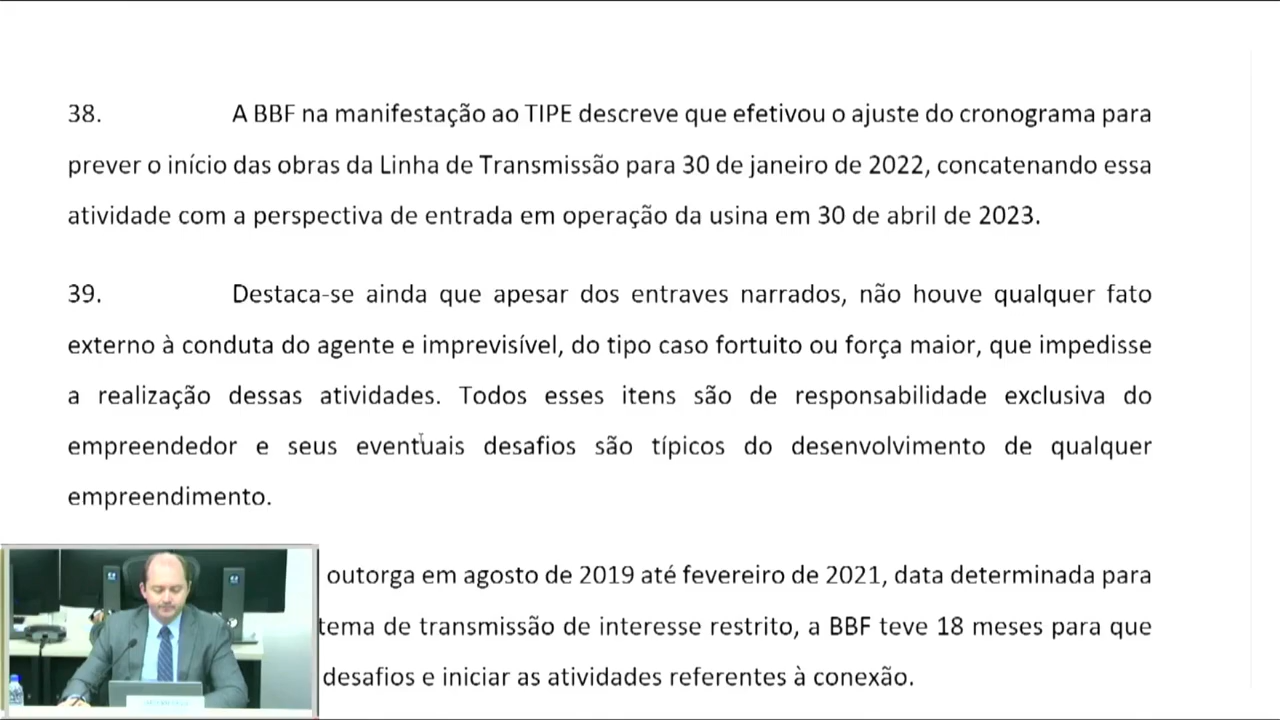 38. A BBF na manifestação ao TIPE descreve que efetivou o ajuste do cronograma para
prever o início das obras da Linha de Transmissão para 30 de janeiro de 2022, concatenando essa
atividade com a perspectiva de entrada em operação da usina em 30 de abril de 2023.
39. Destaca-se ainda que apesar dos entraves narrados, não houve qualquer fato
externo à conduta do agente e imprevisível, do tipo caso fortuito ou força maior, que impedisse
a realização dessas atividades. Todos esses itens são de responsabilidade exclusiva do
empreendedor e seus eventuais desafios são típicos do desenvolvimento de qualquer
empreendimento.
outorga em agosto de 2019 até fevereiro de 2021, data determinada para
tema de transmissão de interesse restrito, a BBF teve 18 meses para que
desafios e iniciar as atividades referentes à conexão.